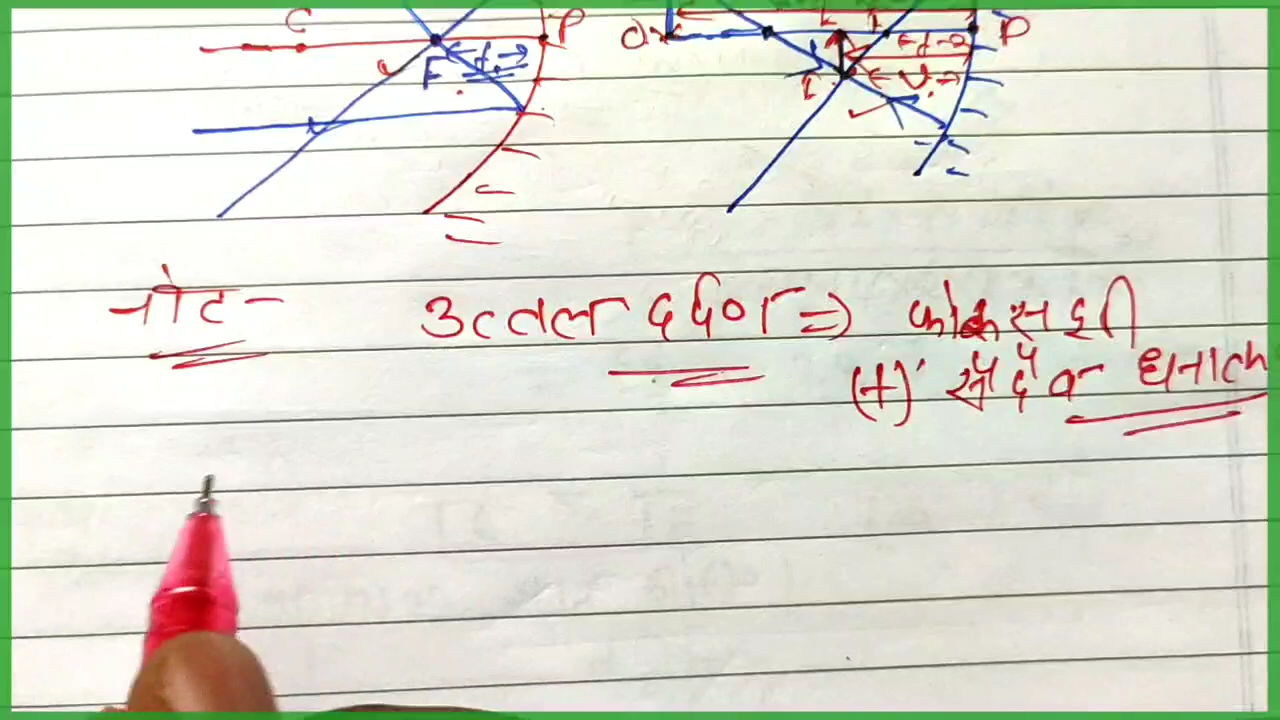 C F f P
O f v P
नोट- उत्तल दर्पण => फोकस दूरी
(+) सदैव धनात्मक